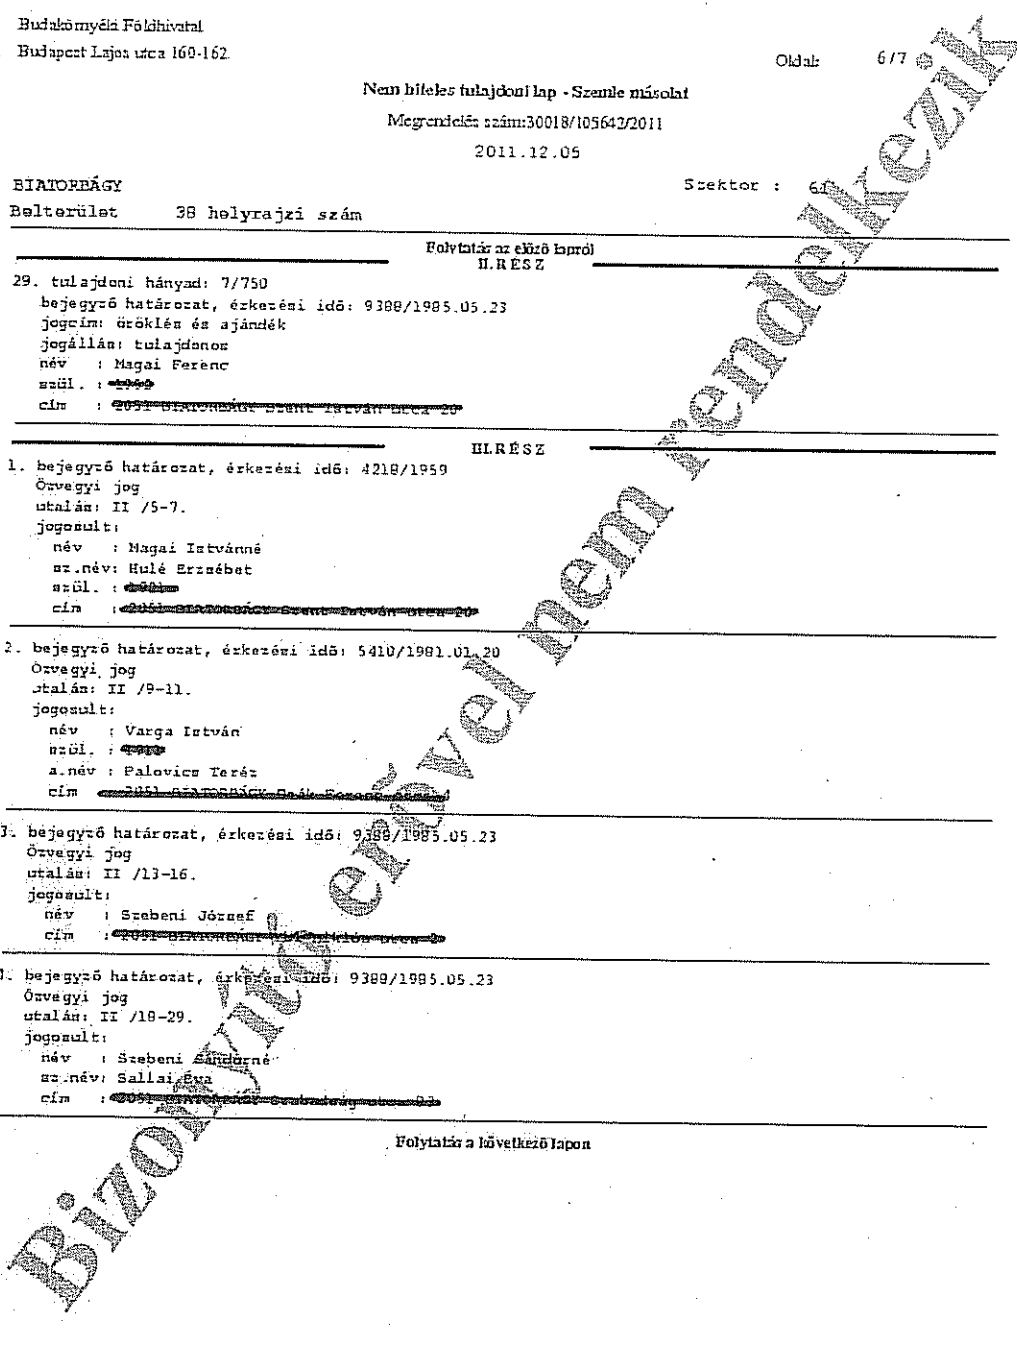 Budakörnyéki Földhivatal
Budapest Lajos utca 160-162.
Oldal: 6/7
Nem hiteles tulajdoni lap - Szemle másolat
Megrendelés szám:30018/105642/2011
2011.12.05
BIATORBÁGY
Szektor :
Belterület 38 helyrajzi szám
Folytatás az előző lapról
II.RÉSZ
29. tulajdoni hányad: 7/750
bejegyző határozat, érkezési idő: 9388/1985.05.23
jogcím: öröklés és ajándék
jogállás: tulajdonos
név : Magai Ferenc
szül. :
cím :
III.RÉSZ
1. bejegyző határozat, érkezési idő: 4218/1959
Özvegyi jog
utalás: II /5-7.
jogosult:
név : Magai Istvánné
sz.név: Hulé Erzsébet
szül. :
cím :
2. bejegyző határozat, érkezési idő: 5410/1981.01.20
Özvegyi jog
utalás: II /9-11.
jogosult:
név : Varga István
szül. :
a.név : Palovics Teréz
cím
3. bejegyző határozat, érkezési idő: 9388/1985.05.23
Özvegyi jog
utalás: II /13-16.
jogosult:
név : Szebeni József
cím :
4. bejegyző határozat, érkezési idő: 9388/1985.05.23
Özvegyi jog
utalás: II /18-29.
jogosult:
név : Szebeni Sándorné
sz.név: Sallai Éva
cím :
Folytatás a következő lapon
Bizonyító erővel nem rendelkezik